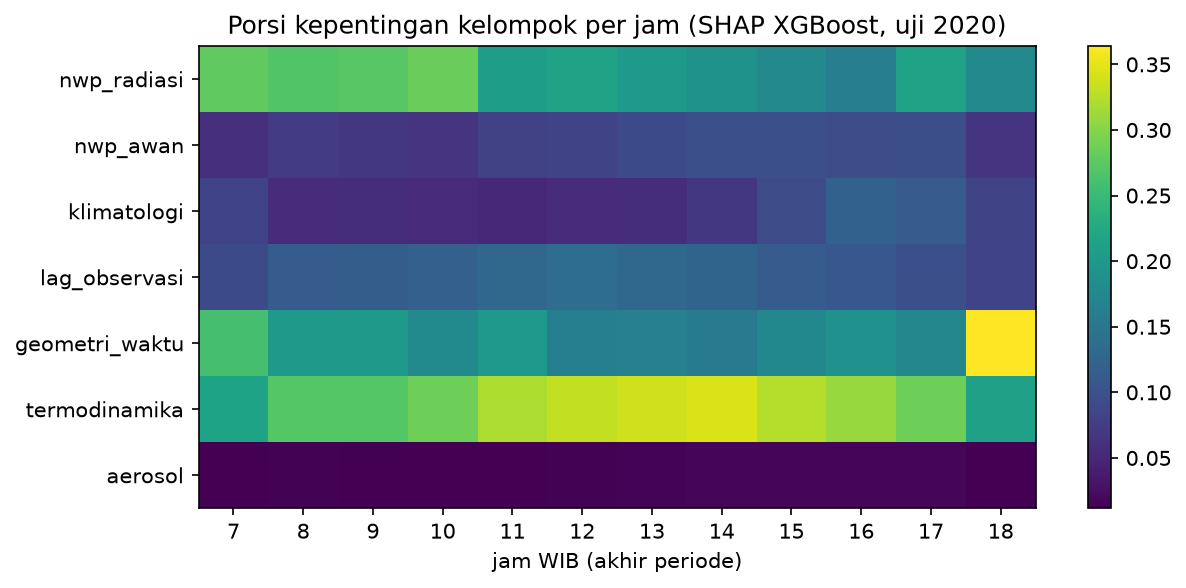 Porsi kepentingan kelompok per jam (SHAP XGBoost, uji 2020)
nwp_radiasi
nwp_awan
klimatologi
lag_observasi
geometri_waktu
termodinamika
aerosol
7 8 9 10 11 12 13 14 15 16 17 18
jam WIB (akhir periode)
0.35
0.30
0.25
0.20
0.15
0.10
0.05